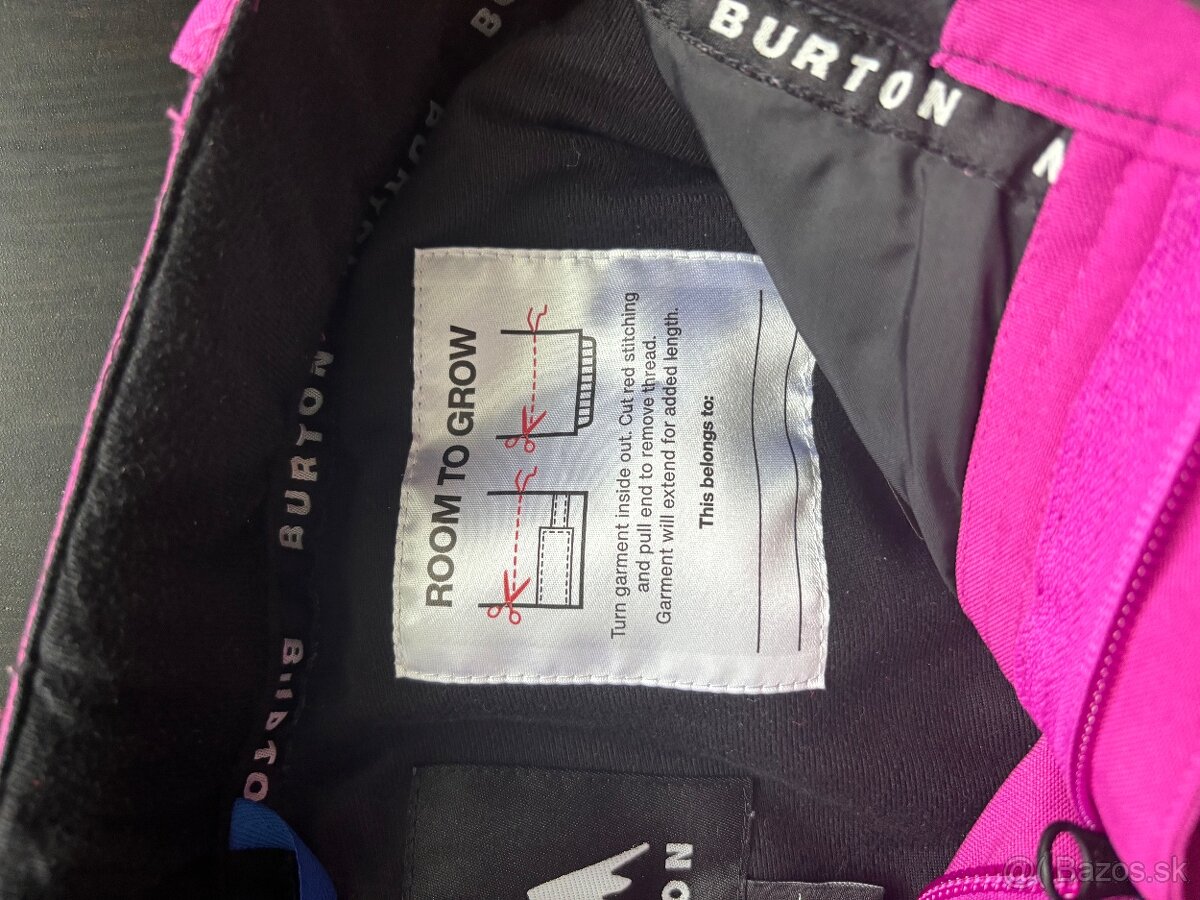 BURTON
BURTON
BURTON
ROOM TO GROW
Turn garment inside out. Cut red stitching
and pull end to remove thread.
Garment will extend for added length.
This belongs to:
Bazos.sk